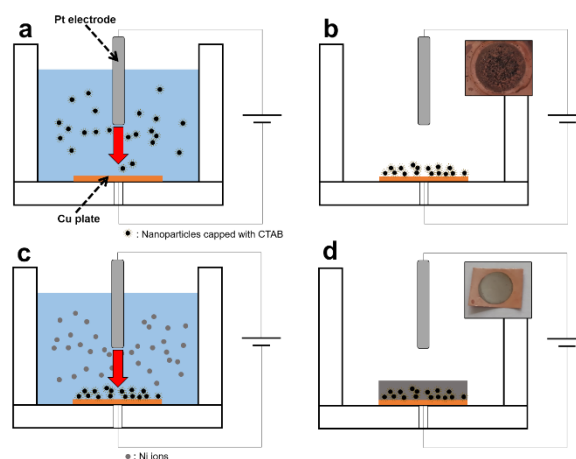 a
Pt electrode
b
Cu plate
: Nanoparticles capped with CTAB
c
d
: Ni ions